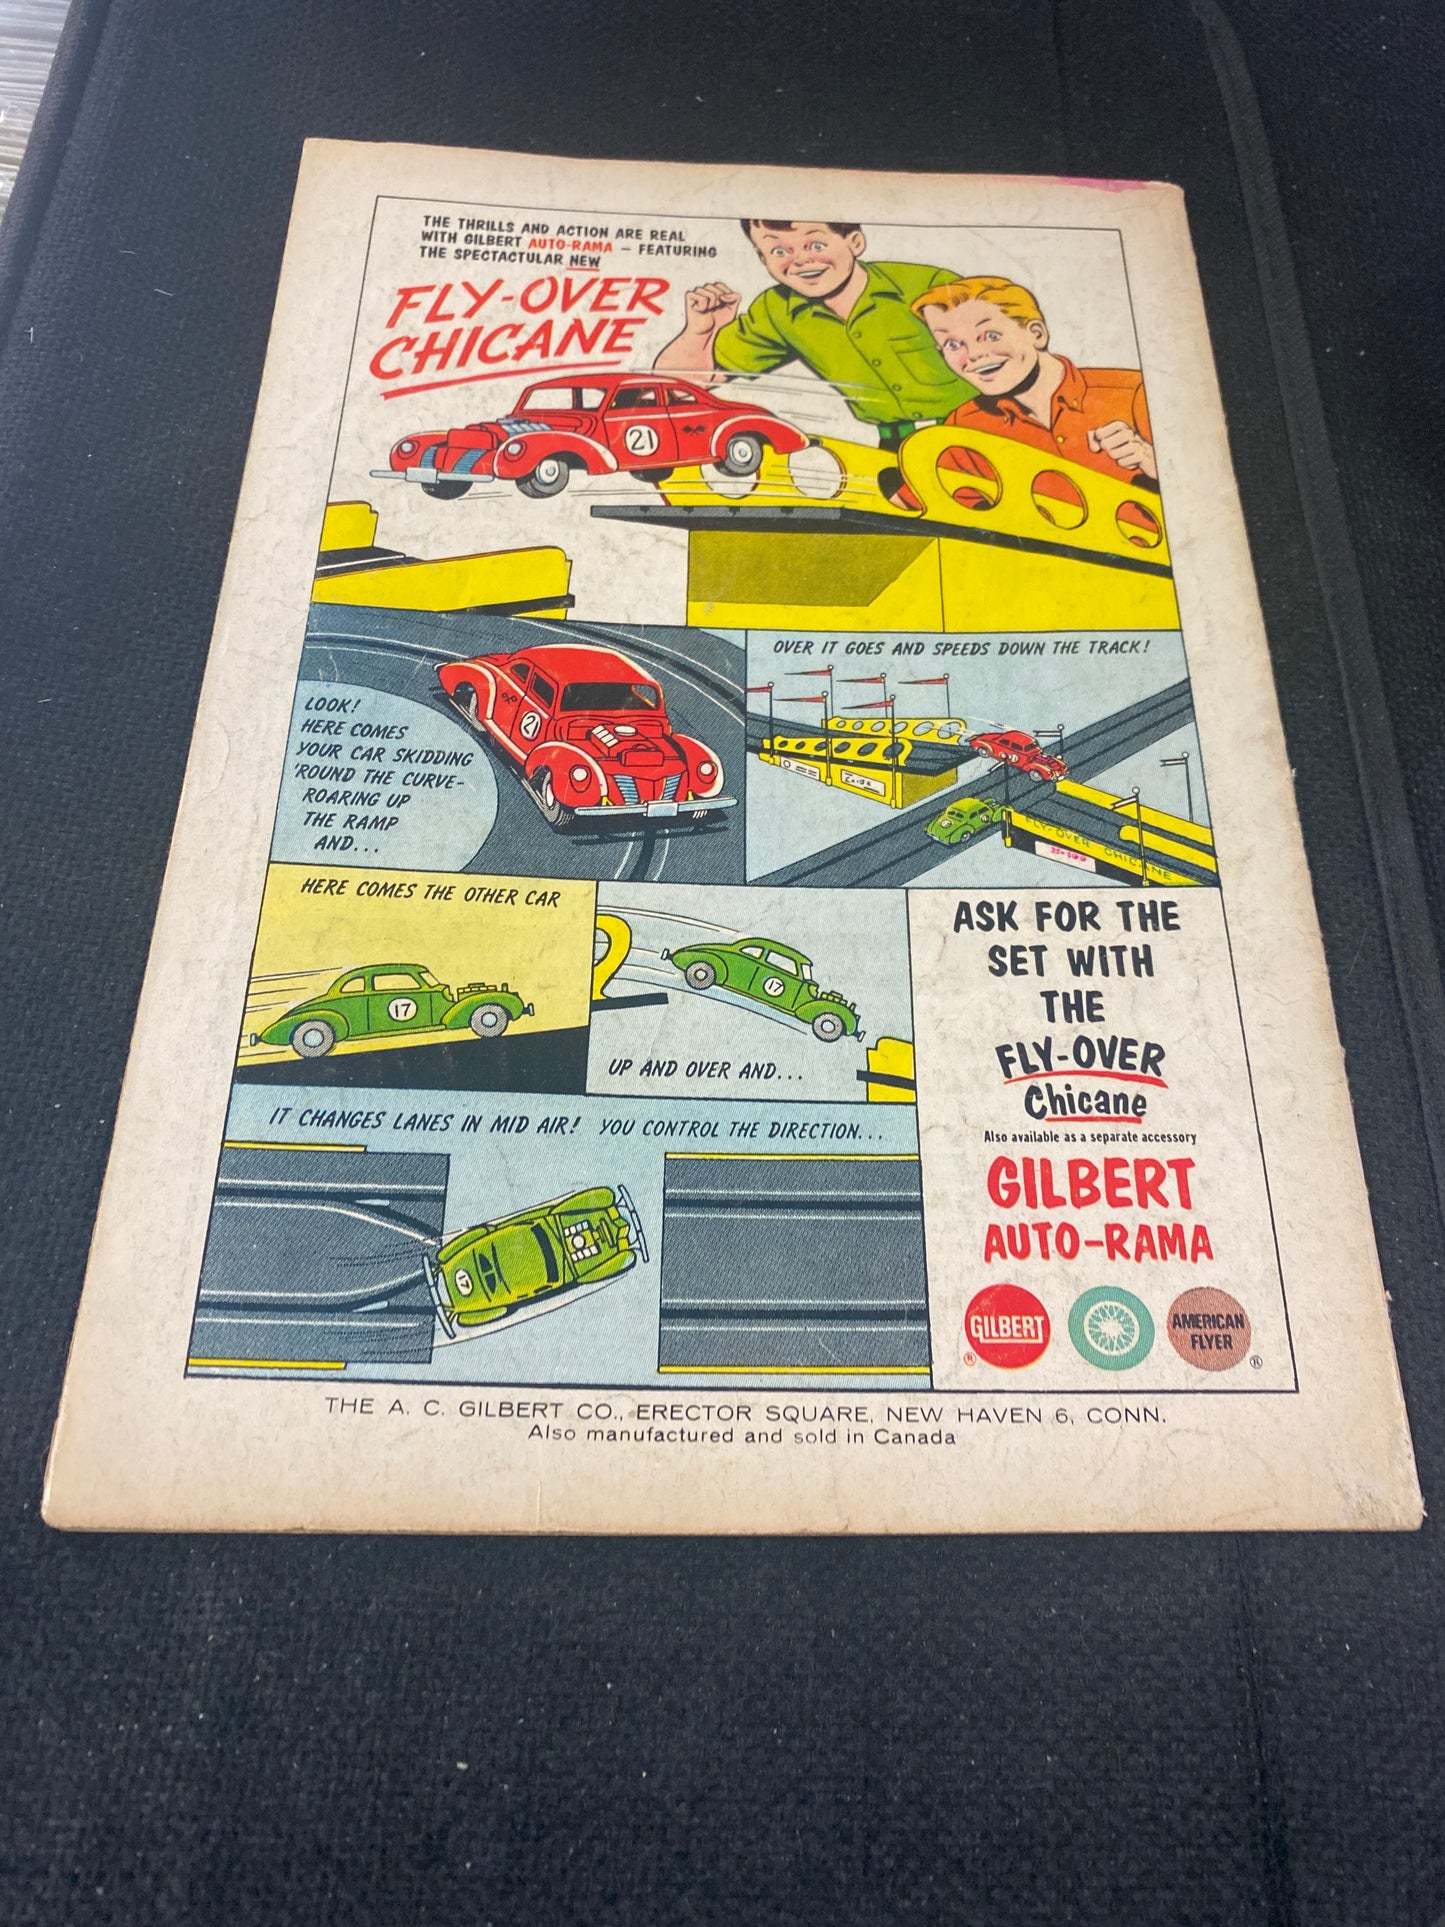 THE THRILLS AND ACTION ARE REAL
WITH GILBERT AUTO-RAMA – FEATURING
THE SPECTACTULAR NEW
FLY-OVER
CHICANE
21
LOOK!
HERE COMES
YOUR CAR SKIDDING
'ROUND THE CURVE-
ROARING UP
THE RAMP
AND...
21
OVER IT GOES AND SPEEDS DOWN THE TRACK!
FLY-OVER CHICANE
HERE COMES THE OTHER CAR
17
17
UP AND OVER AND...
IT CHANGES LANES IN MID AIR! YOU CONTROL THE DIRECTION...
17
ASK FOR THE
SET WITH
THE
FLY-OVER
Chicane
Also available as a separate accessory
GILBERT
AUTO-RAMA
GILBERT
®
AMERICAN
FLYER
®
THE A. C. GILBERT CO., ERECTOR SQUARE, NEW HAVEN 6, CONN.
Also manufactured and sold in Canada